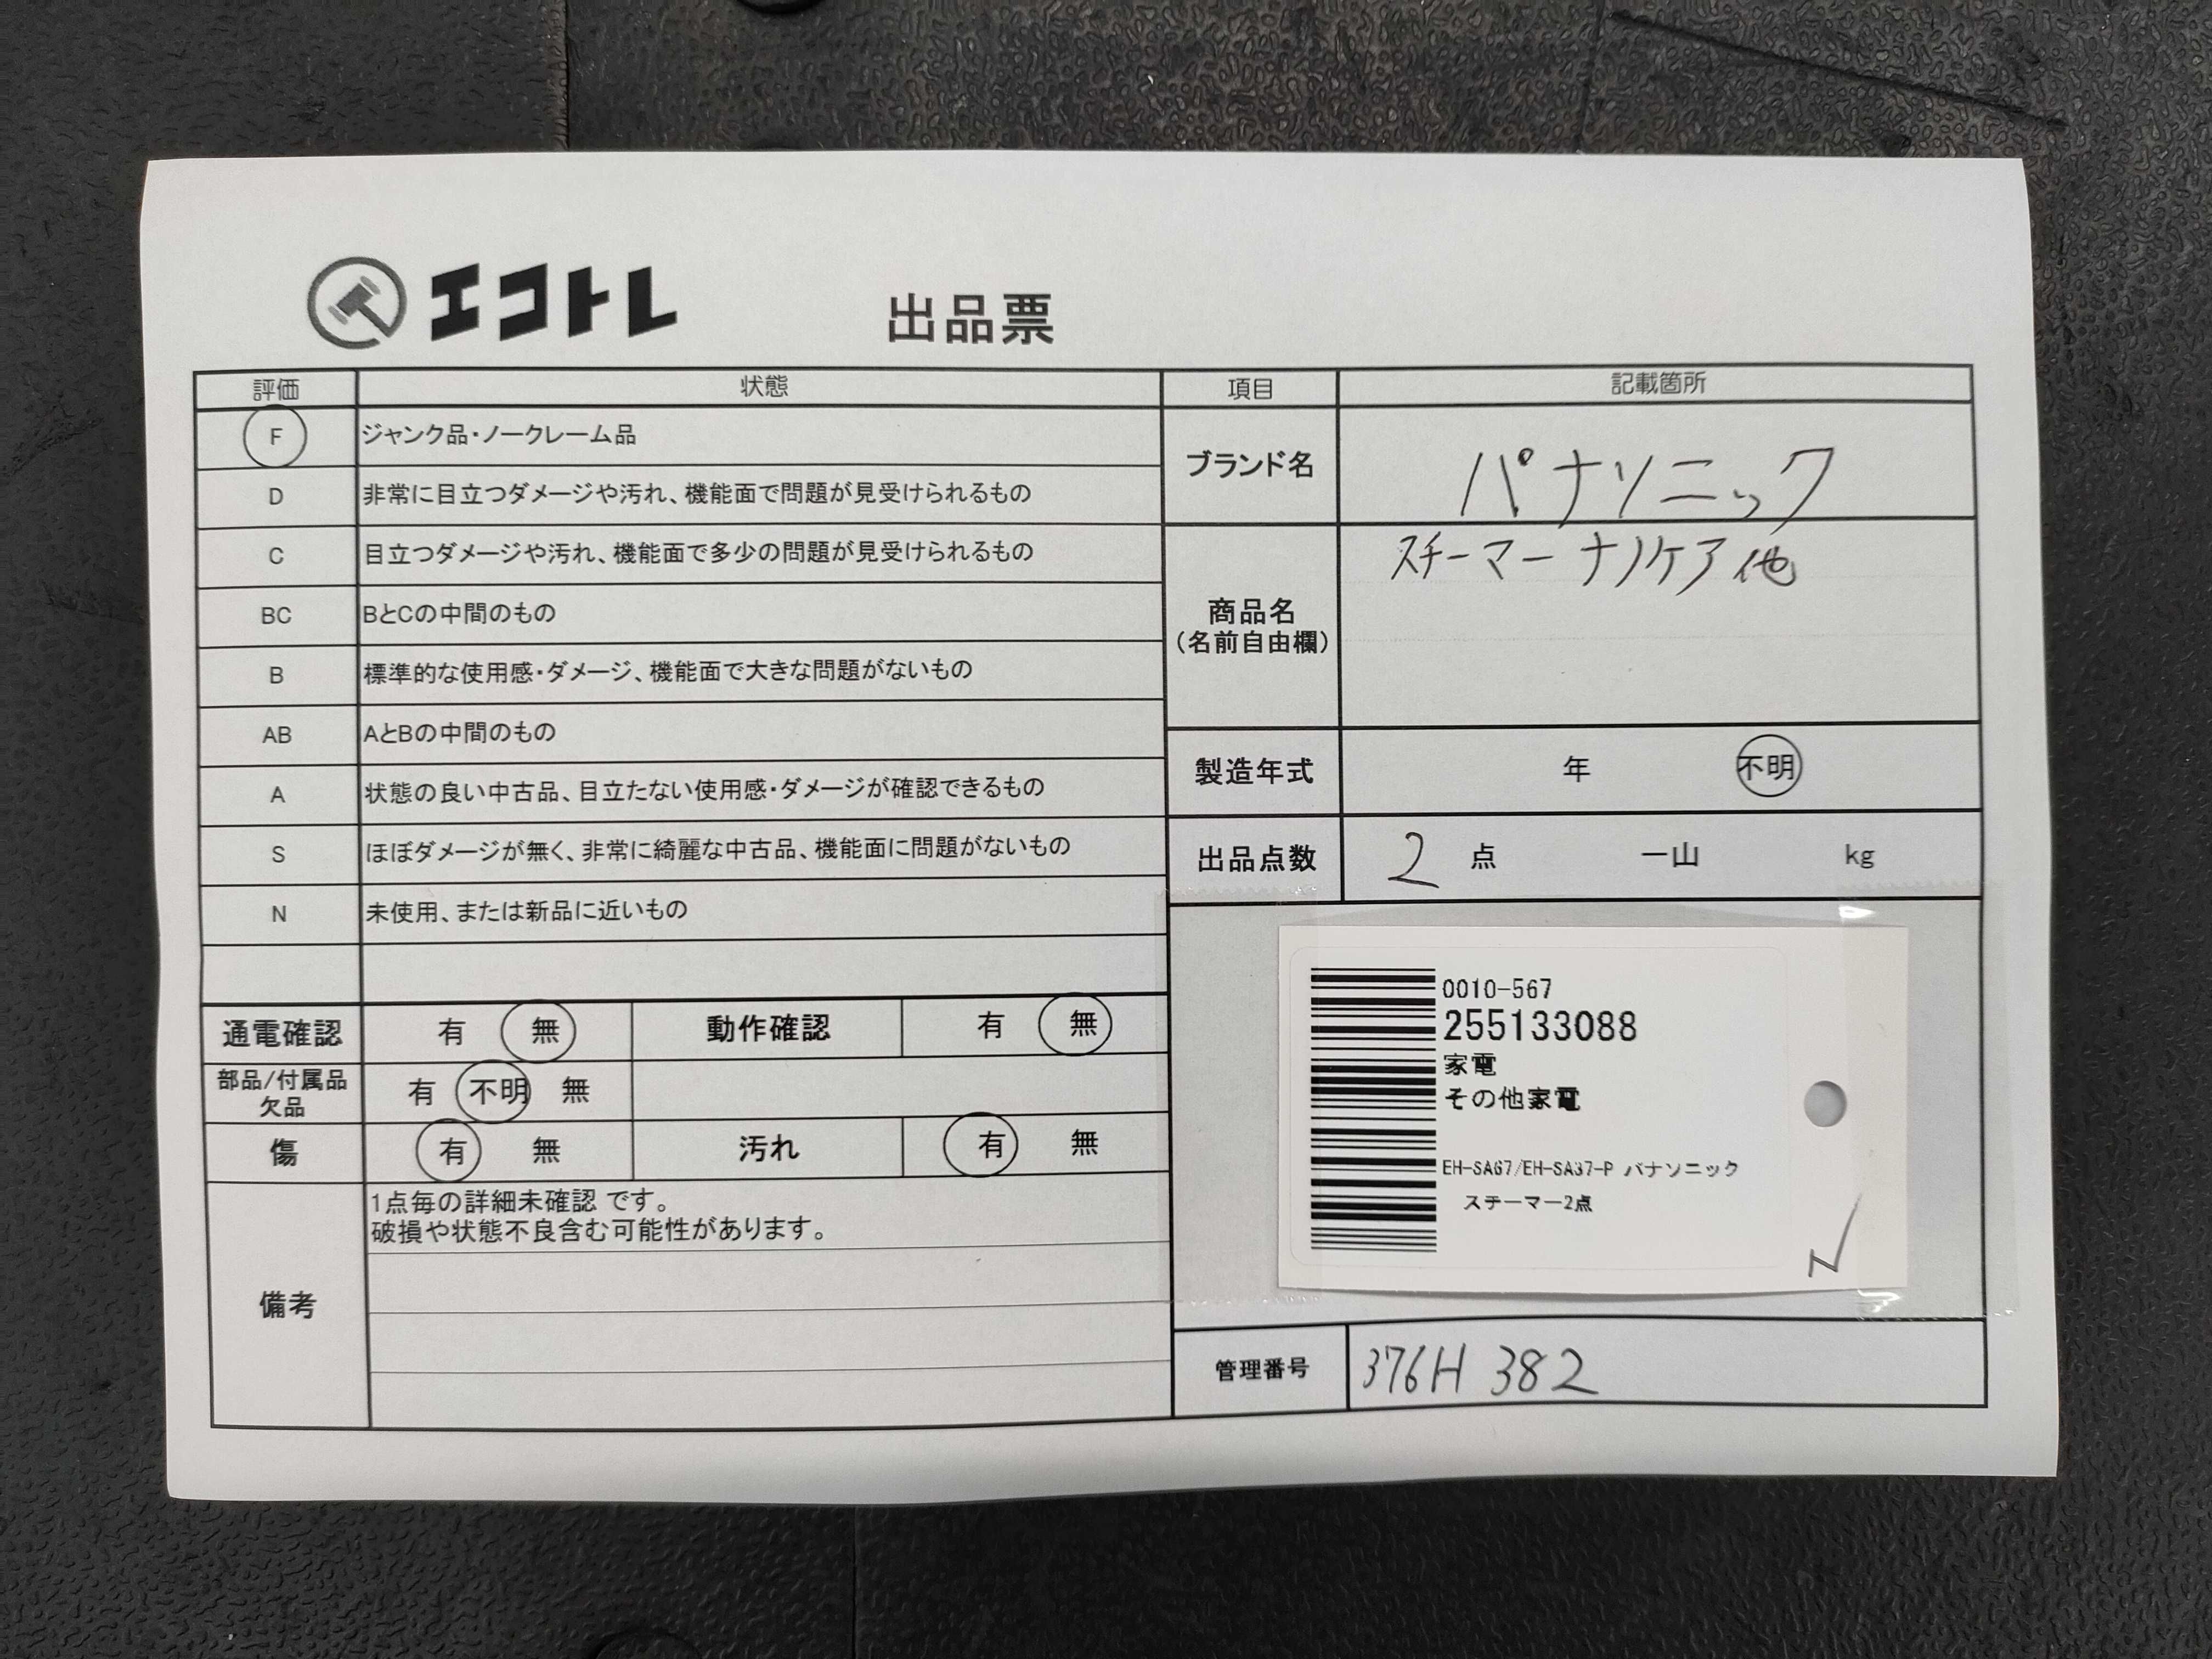 エコトレ
出品票
評価 状態
F ジャンク品・ノークレーム品
D 非常に目立つダメージや汚れ、機能面で問題が見受けられるもの
C 目立つダメージや汚れ、機能面で多少の問題が見受けられるもの
BC BとCの中間のもの
B 標準的な使用感・ダメージ、機能面で大きな問題がないもの
AB AとBの中間のもの
A 状態の良い中古品、目立たない使用感・ダメージが確認できるもの
S ほぼダメージが無く、非常に綺麗な中古品、機能面に問題がないもの
N 未使用、または新品に近いもの
通電確認 有 無 動作確認 有 無
部品/付属品
欠品
有 不明 無
傷 有 無 汚れ 有 無
備考
1点毎の詳細未確認 です。
破損や状態不良含む可能性があります。
項目 記載箇所
ブランド名 パナソニック
商品名
(名前自由欄)
スチーマー ナノケア 他
製造年式 年 不明
出品点数 2 点 一山 kg
0010-567
255133088
家電
その他家電
EH-SA67/EH-SA37-P パナソニック
スチーマー2点
管理番号 376H 382